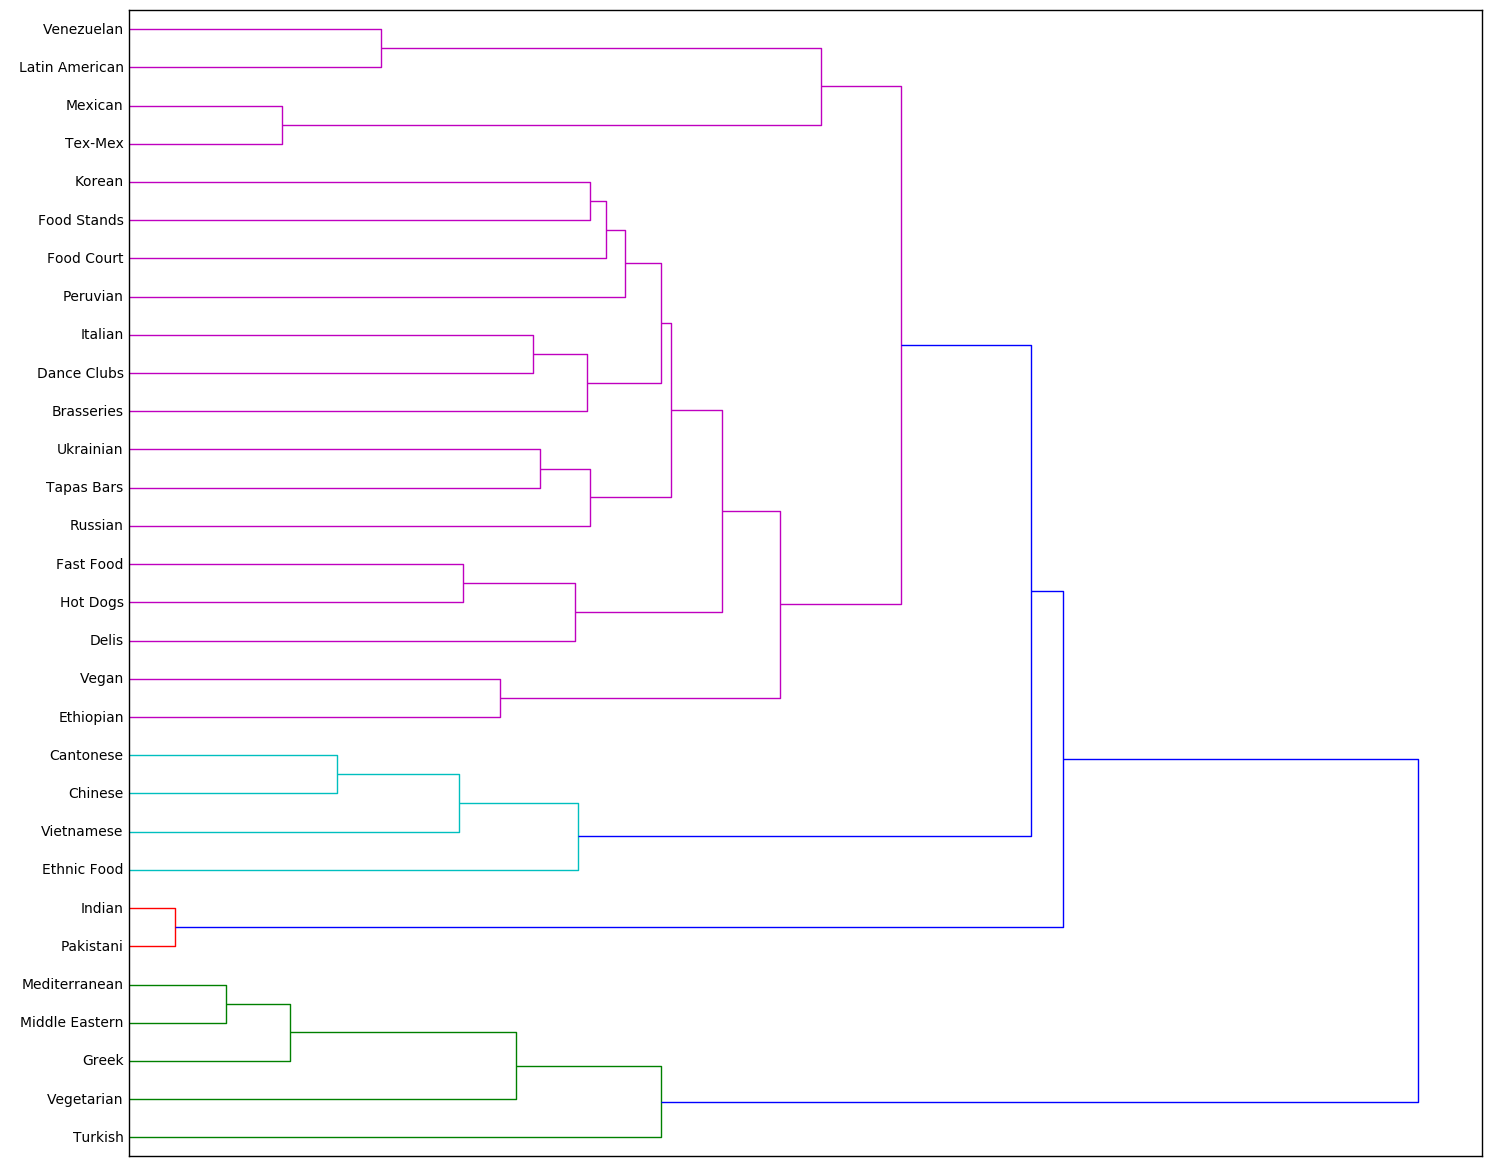 Venezuelan
Latin American
Mexican
Tex-Mex
Korean
Food Stands
Food Court
Peruvian
Italian
Dance Clubs
Brasseries
Ukrainian
Tapas Bars
Russian
Fast Food
Hot Dogs
Delis
Vegan
Ethiopian
Cantonese
Chinese
Vietnamese
Ethnic Food
Indian
Pakistani
Mediterranean
Middle Eastern
Greek
Vegetarian
Turkish